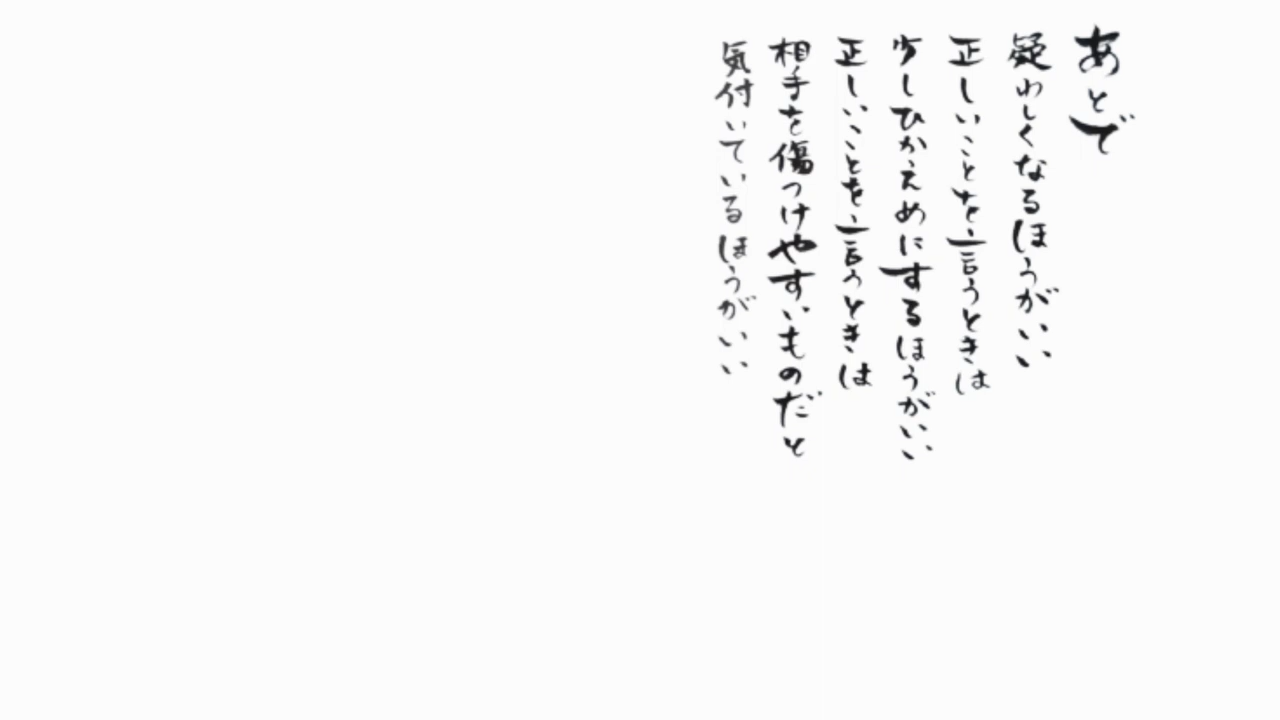 あとで
疑わしくなるほうがいい
正しいことを言うときは
少しひかえめにするほうがいい
正しいことを言うときは
相手を傷つけやすいものだと
気付いているほうがいい